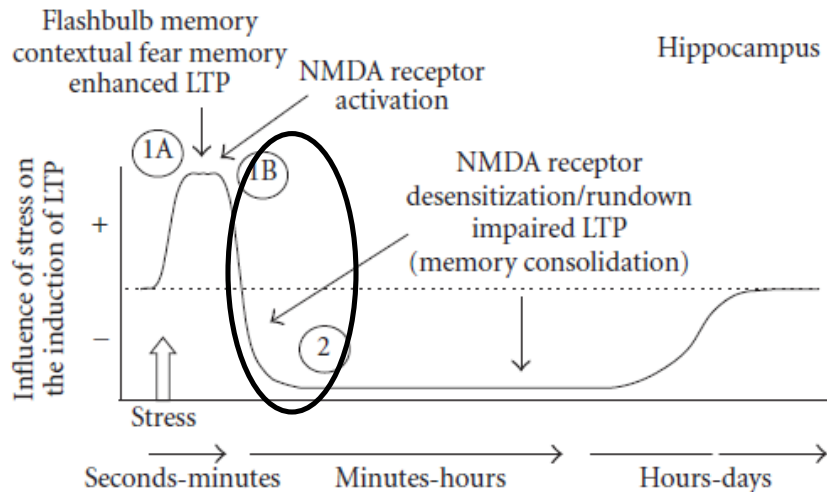 Flashbulb memory
contextual fear memory
enhanced LTP
Hippocampus
NMDA receptor
activation
1A
1B
NMDA receptor
desensitization/rundown
impaired LTP
(memory consolidation)
Influence of stress on
the induction of LTP
+
−
2
Stress
Seconds-minutes
Minutes-hours
Hours-days